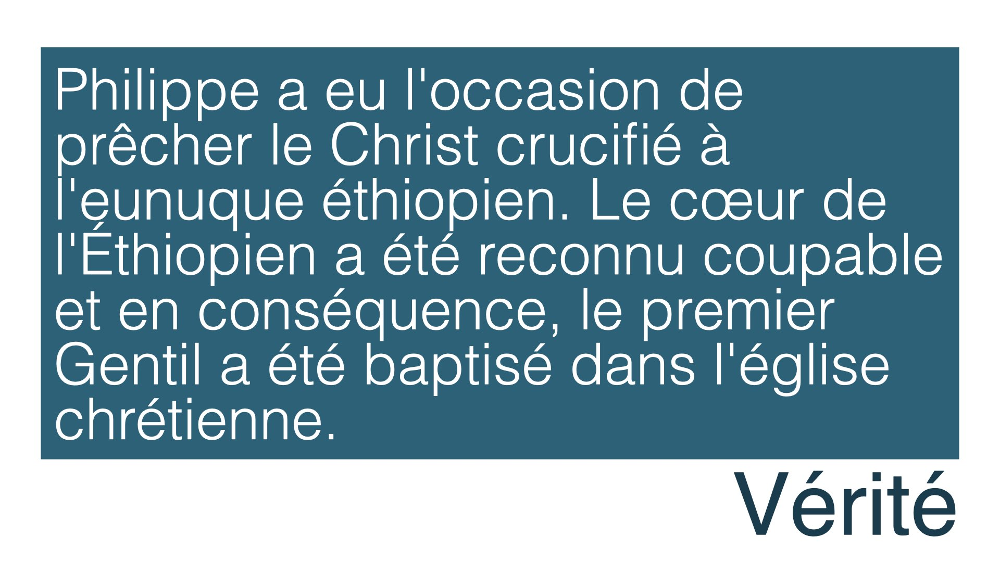 Philippe a eu l'occasion de
prêcher le Christ crucifié à
l'eunuque éthiopien. Le cœur de
l'Éthiopien a été reconnu coupable
et en conséquence, le premier
Gentil a été baptisé dans l'église
chrétienne.
Vérité